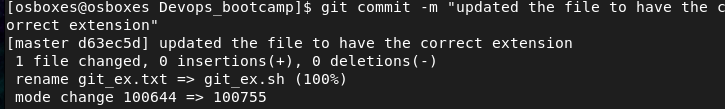 [osboxes@osboxes Devops_bootcamp]$ git commit -m "updated the file to have the c
orrect extension"
[master d63ec5d] updated the file to have the correct extension
 1 file changed, 0 insertions(+), 0 deletions(-)
 rename git_ex.txt => git_ex.sh (100%)
 mode change 100644 => 100755